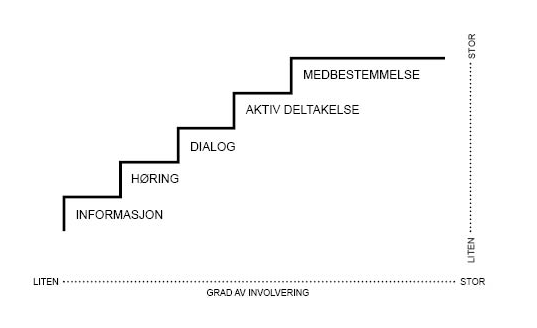 STOR
MEDBESTEMMELSE
AKTIV DELTAKELSE
DIALOG
HØRING
INFORMASJON
LITEN
LITEN
STOR
GRAD AV INVOLVERING